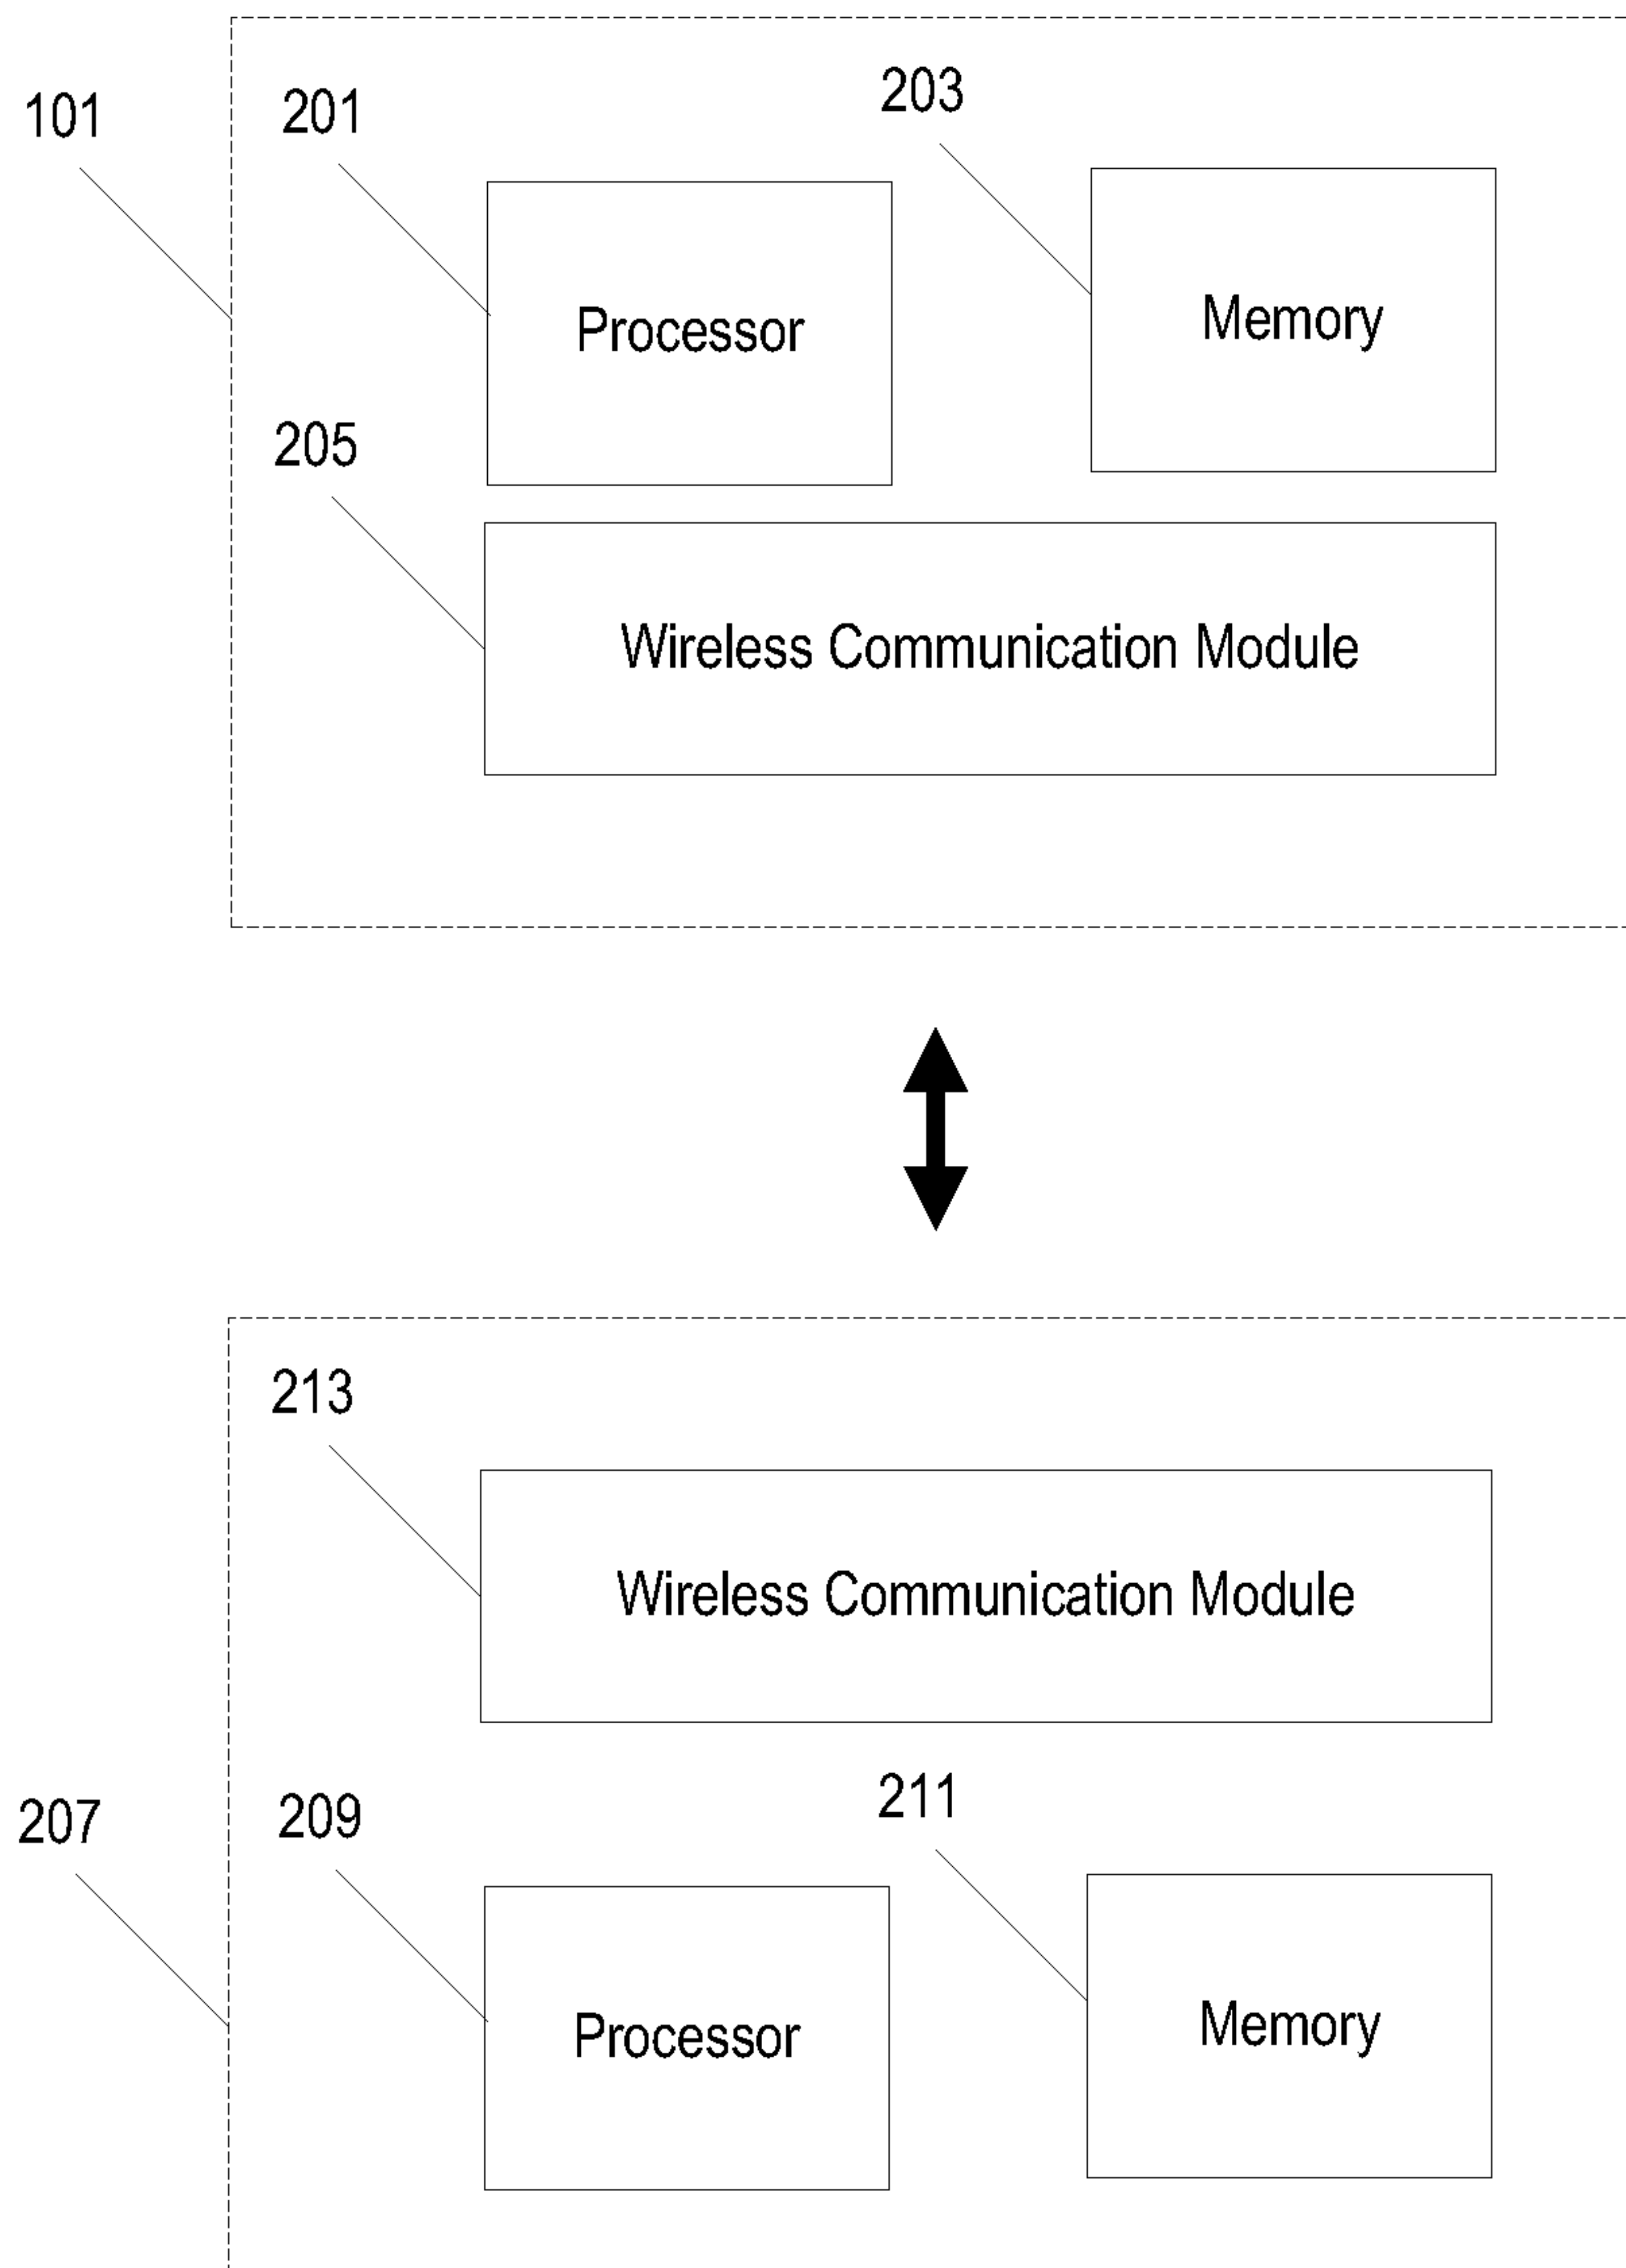 101
201
203
Processor
Memory
205
Wireless Communication Module
213
Wireless Communication Module
207
209
211
Processor
Memory